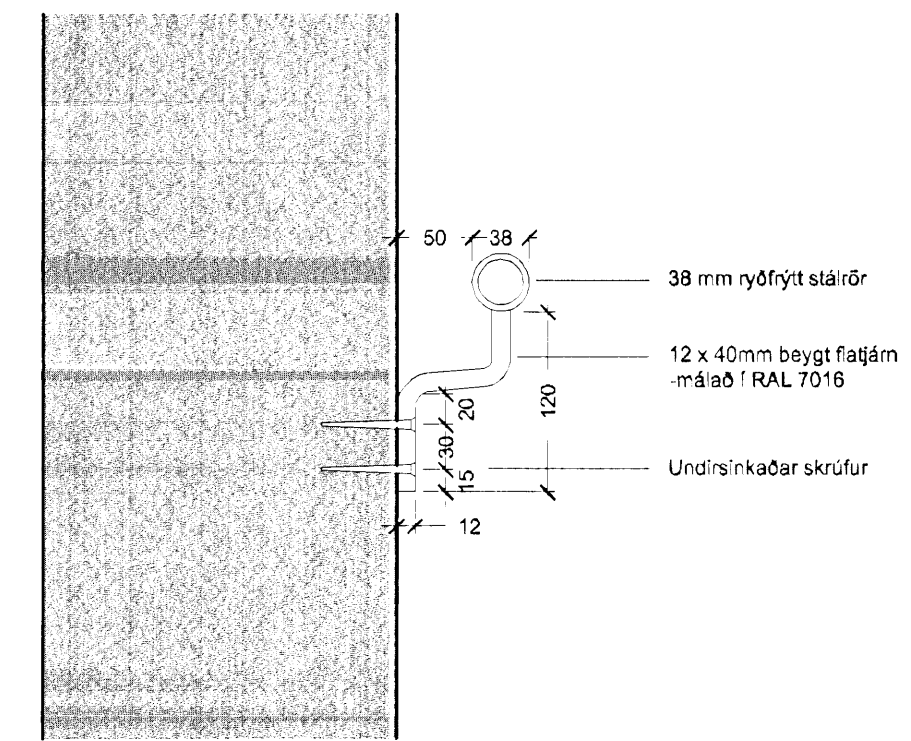 50
38
38 mm ryðfrýtt stálrör
12 x 40mm beygt flatjárn
-málað í RAL 7016
120
20
30
15
Undirsinkaðar skrúfur
12